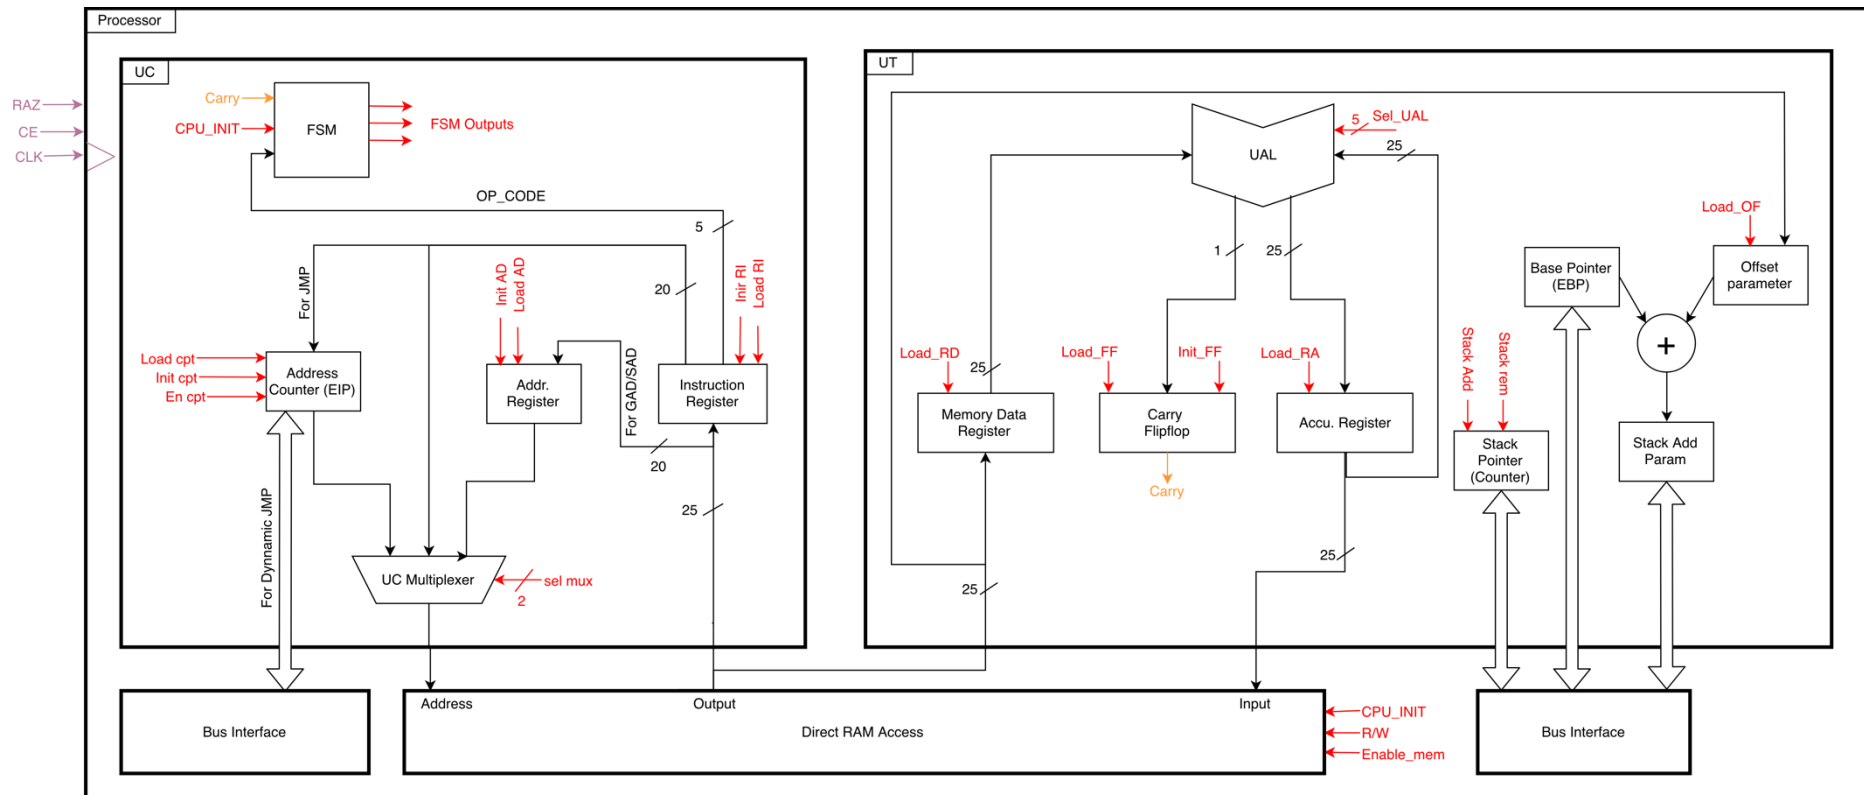 Processor
UC
UT
RAZ
CE
CLK
Carry
CPU_INIT
FSM
FSM Outputs
OP_CODE
5
For JMP
20
Init AD
Load AD
Inir RI
Load RI
Load cpt
Init cpt
En cpt
Address
Counter (EIP)
Addr.
Register
Instruction
Register
For GAD/SAD
20
25
For Dynnamic JMP
UC Multiplexer
sel mux
2
UAL
5
Sel_UAL
25
1
25
Load_RD
25
Load_FF
Init_FF
Load_RA
Memory Data
Register
Carry
Flipflop
Accu. Register
Carry
25
25
Load_OF
Base Pointer
(EBP)
Offset
parameter
+
Stack Add
Stack rem
Stack
Pointer
(Counter)
Stack Add
Param
Bus Interface
Address
Output
Input
Direct RAM Access
CPU_INIT
R/W
Enable_mem
Bus Interface